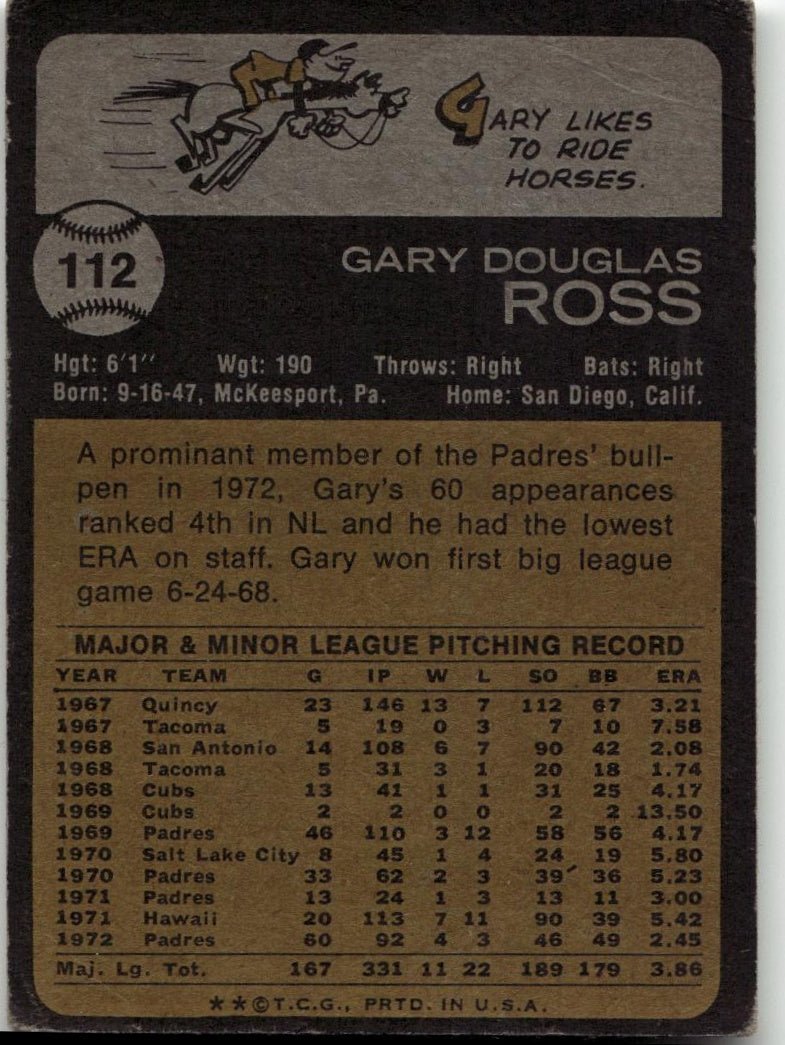 GARY LIKES
TO RIDE
HORSES.
112
GARY DOUGLAS
ROSS
Hgt: 6'1" Wgt: 190 Throws: Right Bats: Right
Born: 9-16-47, McKeesport, Pa. Home: San Diego, Calif.
A prominant member of the Padres' bull-
pen in 1972, Gary's 60 appearances
ranked 4th in NL and he had the lowest
ERA on staff. Gary won first big league
game 6-24-68.
MAJOR & MINOR LEAGUE PITCHING RECORD
YEAR TEAM G IP W L SO BB ERA
1967 Quincy 23 146 13 7 112 67 3.21
1967 Tacoma 5 19 0 3 7 10 7.58
1968 San Antonio 14 108 6 7 90 42 2.08
1968 Tacoma 5 31 3 1 20 18 1.74
1968 Cubs 13 41 1 1 31 25 4.17
1969 Cubs 2 2 0 0 2 2 13.50
1969 Padres 46 110 3 12 58 56 4.17
1970 Salt Lake City 8 45 1 4 24 19 5.80
1970 Padres 33 62 2 3 39 36 5.23
1971 Padres 13 24 1 3 13 11 3.00
1971 Hawaii 20 113 7 11 90 39 5.42
1972 Padres 60 92 4 3 46 49 2.45
Maj. Lg. Tot. 167 331 11 22 189 179 3.86
**©T.C.G., PRTD. IN U.S.A.